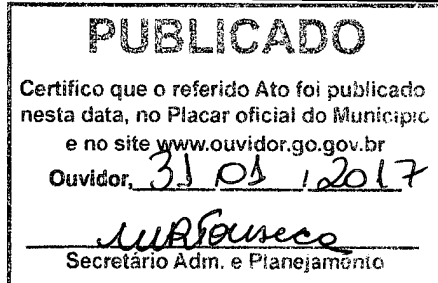 PUBLICADO
Certifico que o referido Ato foi publicado
nesta data, no Placar oficial do Município
e no site www.ouvidor.go.gov.br
Ouvidor, 31 01 , 2017
Secretário Adm. e Planejamento